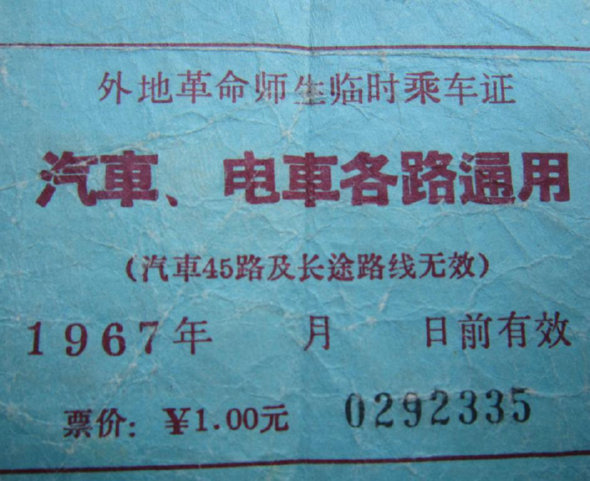 外地革命师生临时乘车证
汽車、电車各路通用
(汽車45路及长途路线无效)
1967年 月 日前有效
票价: ¥1.00元 0292335